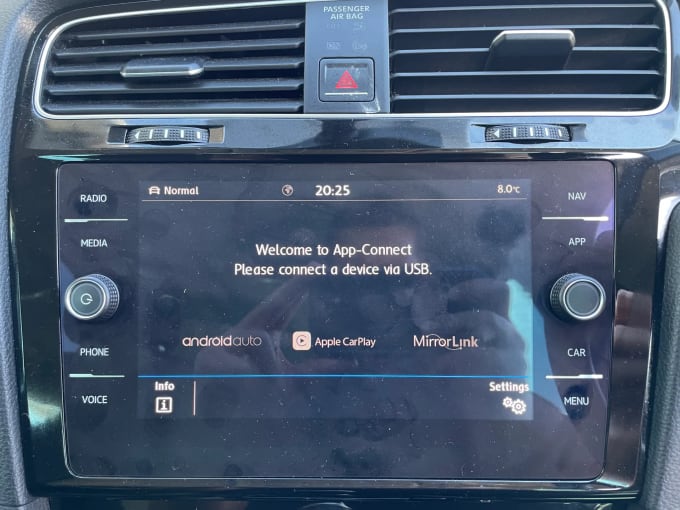 PASSENGER
AIR BAG
RADIO
MEDIA
PHONE
VOICE
Normal
20:25
8.0°C
Welcome to App-Connect
Please connect a device via USB.
androidauto
Apple CarPlay
MirrorLink
Info
Settings
NAV
APP
CAR
MENU